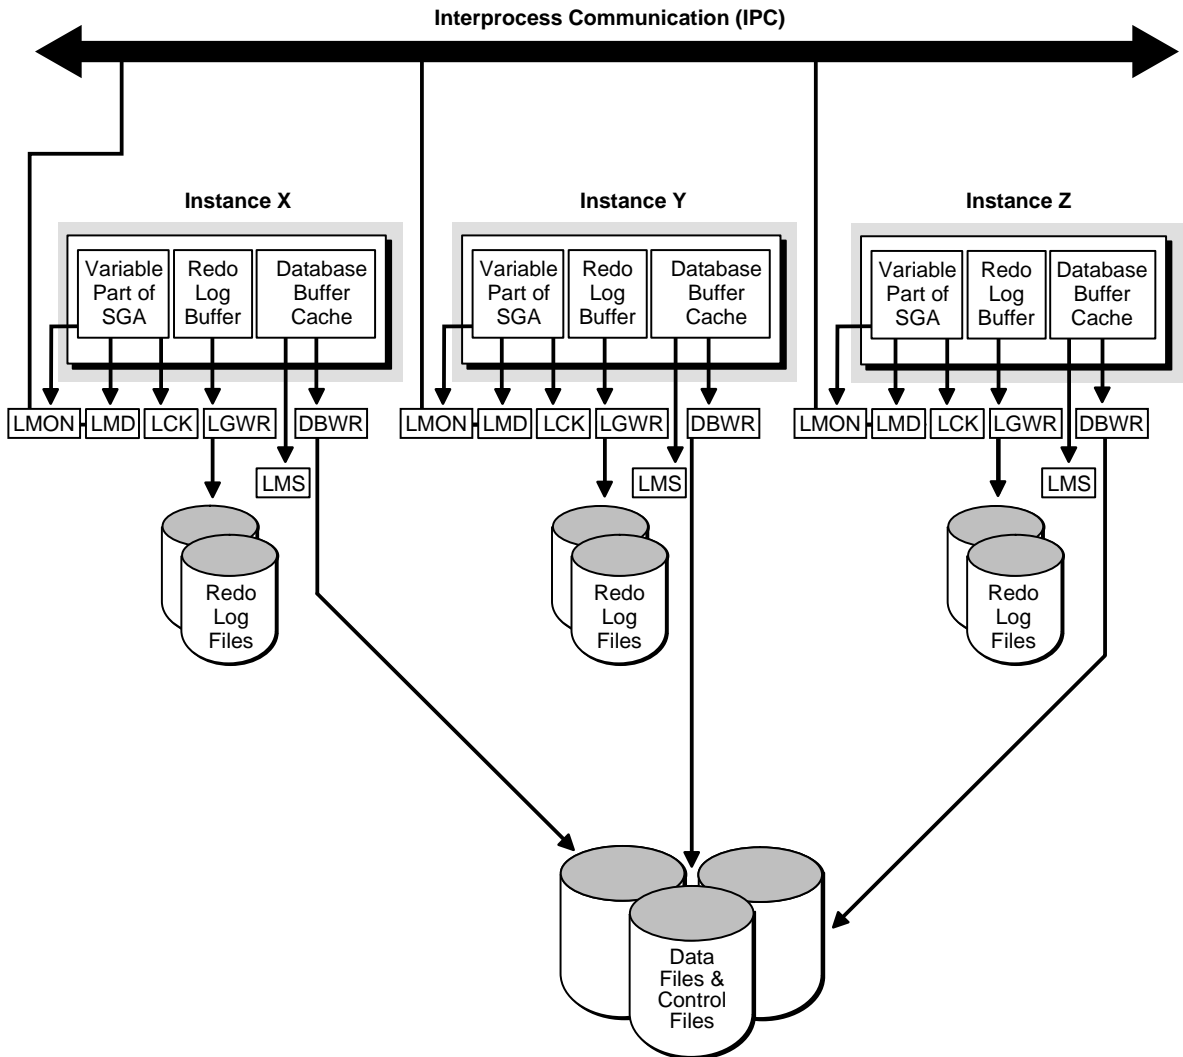 Interprocess Communication (IPC)
Instance X
Variable
Part of
SGA
Redo
Log
Buffer
Database
Buffer
Cache
LMON
LMD
LCK
LGWR
DBWR
LMS
Redo
Log
Files
Instance Y
Variable
Part of
SGA
Redo
Log
Buffer
Database
Buffer
Cache
LMON
LMD
LCK
LGWR
DBWR
LMS
Redo
Log
Files
Instance Z
Variable
Part of
SGA
Redo
Log
Buffer
Database
Buffer
Cache
LMON
LMD
LCK
LGWR
DBWR
LMS
Redo
Log
Files
Data
Files &
Control
Files